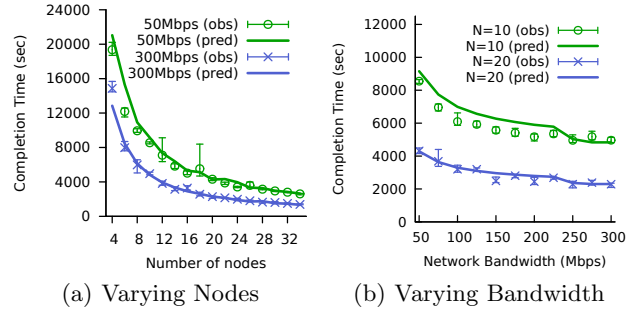 24000
20000
16000
12000
8000
4000
0
4 8 12 16 20 24 28 32
Completion Time (sec)
Number of nodes
50Mbps (obs)
50Mbps (pred)
300Mbps (obs)
300Mbps (pred)
(a) Varying Nodes
12000
10000
8000
6000
4000
2000
0
50 100 150 200 250 300
Completion Time (sec)
Network Bandwidth (Mbps)
N=10 (obs)
N=10 (pred)
N=20 (obs)
N=20 (pred)
(b) Varying Bandwidth